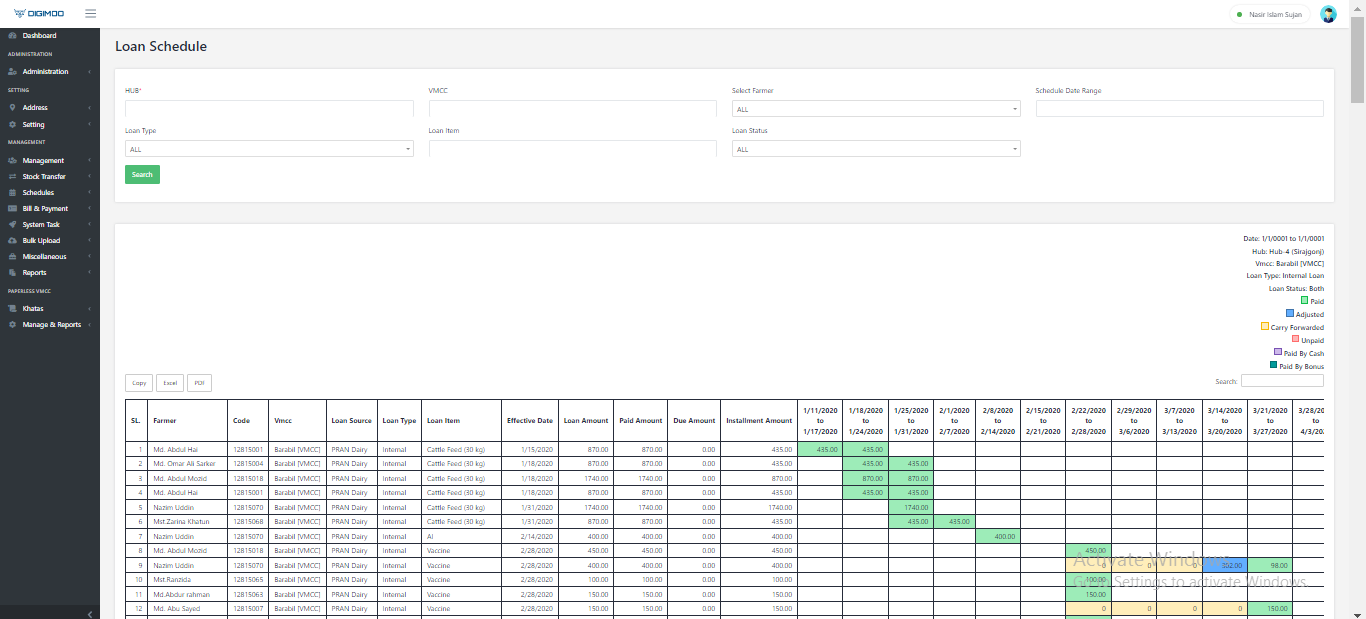 DIGIMOO
Nasir Islam Sujan
Dashboard
ADMINISTRATION
Administration
SETTING
Address
Setting
MANAGEMENT
Management
Stock Transfer
Schedules
Bill & Payment
System Task
Bulk Upload
Miscellaneous
Reports
PAPERLESS VMCC
Khatas
Manage & Reports
Loan Schedule
HUB* VMCC Select Farmer Schedule Date Range
ALL
Loan Type Loan Item Loan Status
ALL ALL
Search
Date: 1/1/0001 to 1/1/0001
Hub: Hub-4 (Sirajgonj)
Vmcc: Barabil [VMCC]
Loan Type: Internal Loan
Loan Status: Both
Paid
Adjusted
Carry Forwarded
Unpaid
Paid By Cash
Paid By Bonus
Copy Excel PDF Search:
SL. Farmer Code Vmcc Loan Source Loan Type Loan Item Effective Date Loan Amount Paid Amount Due Amount Installment Amount 1/11/2020 to 1/17/2020 1/18/2020 to 1/24/2020 1/25/2020 to 1/31/2020 2/1/2020 to 2/7/2020 2/8/2020 to 2/14/2020 2/15/2020 to 2/21/2020 2/22/2020 to 2/28/2020 2/29/2020 to 3/6/2020 3/7/2020 to 3/13/2020 3/14/2020 to 3/20/2020 3/21/2020 to 3/27/2020 3/28/20 to 4/3/20
1 Md. Abdul Hai 12815001 Barabil [VMCC] PRAN Dairy Internal Cattle Feed (30 kg) 1/15/2020 870.00 870.00 0.00 435.00 435.00 435.00
2 Md. Omar Ali Sarker 12815004 Barabil [VMCC] PRAN Dairy Internal Cattle Feed (30 kg) 1/18/2020 870.00 870.00 0.00 435.00 435.00 435.00
3 Md. Abdul Mozid 12815018 Barabil [VMCC] PRAN Dairy Internal Cattle Feed (30 kg) 1/18/2020 1740.00 1740.00 0.00 870.00 870.00 870.00
4 Md. Abdul Hai 12815001 Barabil [VMCC] PRAN Dairy Internal Cattle Feed (30 kg) 1/18/2020 870.00 870.00 0.00 435.00 435.00 435.00
5 Nazim Uddin 12815070 Barabil [VMCC] PRAN Dairy Internal Cattle Feed (30 kg) 1/31/2020 1740.00 1740.00 0.00 1740.00 1740.00
6 Mst.Zarina Khatun 12815068 Barabil [VMCC] PRAN Dairy Internal Cattle Feed (30 kg) 1/31/2020 870.00 870.00 0.00 435.00 435.00 435.00
7 Nazim Uddin 12815070 Barabil [VMCC] PRAN Dairy Internal AI 2/14/2020 400.00 400.00 0.00 400.00 400.00
8 Md. Abdul Mozid 12815018 Barabil [VMCC] PRAN Dairy Internal Vaccine 2/28/2020 450.00 450.00 0.00 450.00 450.00
9 Nazim Uddin 12815070 Barabil [VMCC] PRAN Dairy Internal Vaccine 2/28/2020 400.00 400.00 0.00 400.00 0 0 0 302.00 98.00
10 Mst.Ranzida 12815065 Barabil [VMCC] PRAN Dairy Internal Vaccine 2/28/2020 100.00 100.00 0.00 100.00 100.00
11 Md.Abdur rahman 12815063 Barabil [VMCC] PRAN Dairy Internal Vaccine 2/28/2020 150.00 150.00 0.00 150.00 150.00
12 Md. Abu Sayed 12815007 Barabil [VMCC] PRAN Dairy Internal Vaccine 2/28/2020 150.00 150.00 0.00 150.00 0 0 0 0 150.00
Activate Windows
Go to Settings to activate Windows.